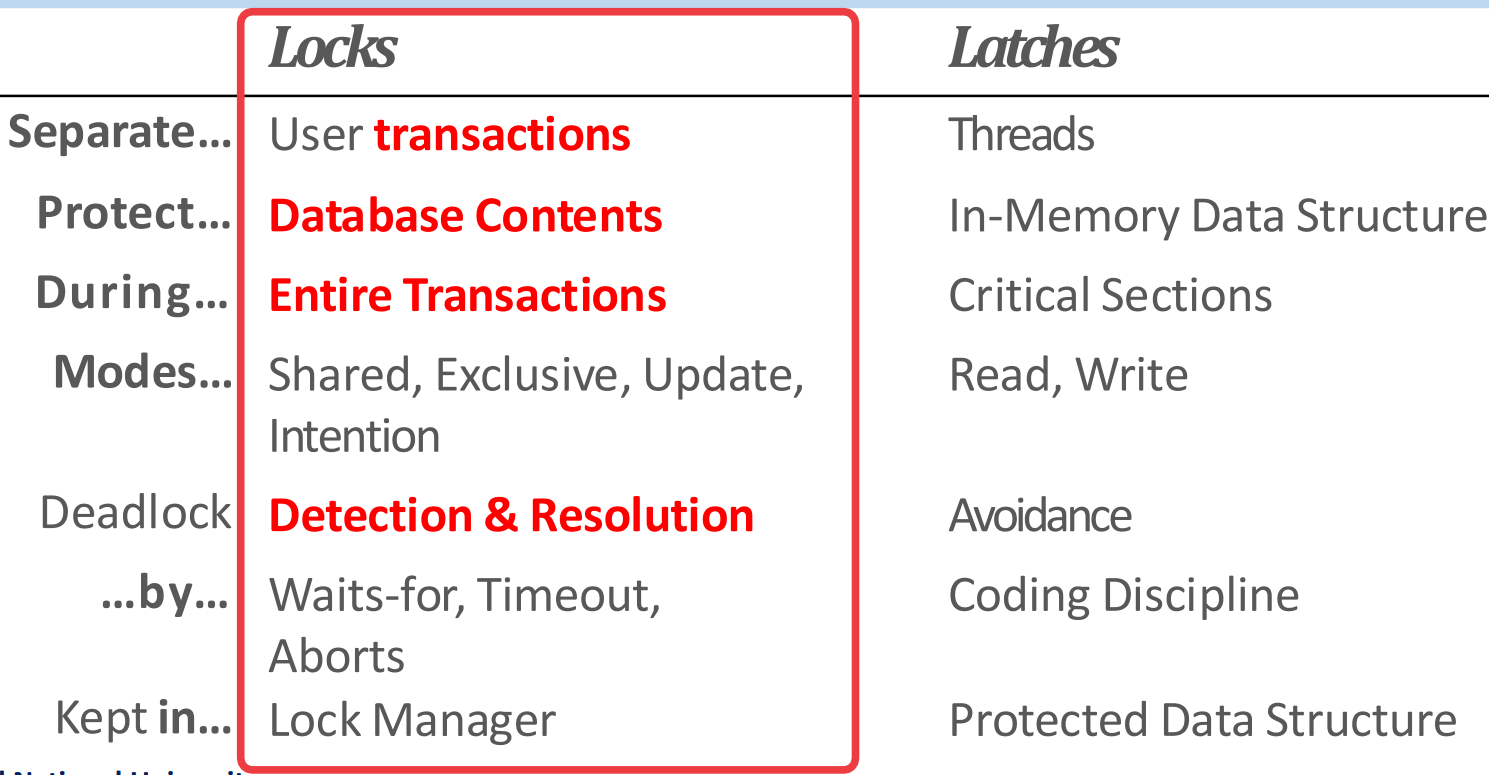 Locks Latches
Separate… User transactions Threads
Protect… Database Contents In-Memory Data Structure
During… Entire Transactions Critical Sections
Modes… Shared, Exclusive, Update, Read, Write
Intention
Deadlock Detection & Resolution Avoidance
…by… Waits-for, Timeout, Coding Discipline
Aborts
Kept in… Lock Manager Protected Data Structure